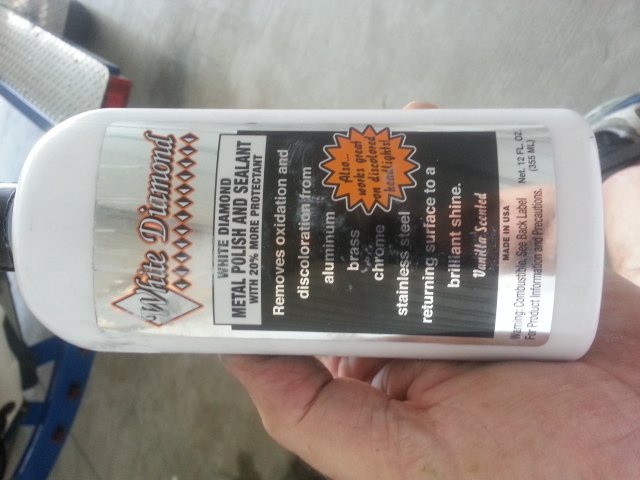 White Diamond
WHITE DIAMOND
METAL POLISH AND SEALANT
WITH 20% MORE PROTECTANT
Removes oxidation and
discoloration from
aluminum
brass
chrome
stainless steel
returning surface to a
brilliant shine.
Also...
works great
on discolored
headlights!
Vanilla Scented
MADE IN USA
Warning: Combustible. See Back Label
For Product Information and Precautions.
Net. 12 FL. OZ.
(355 ML)